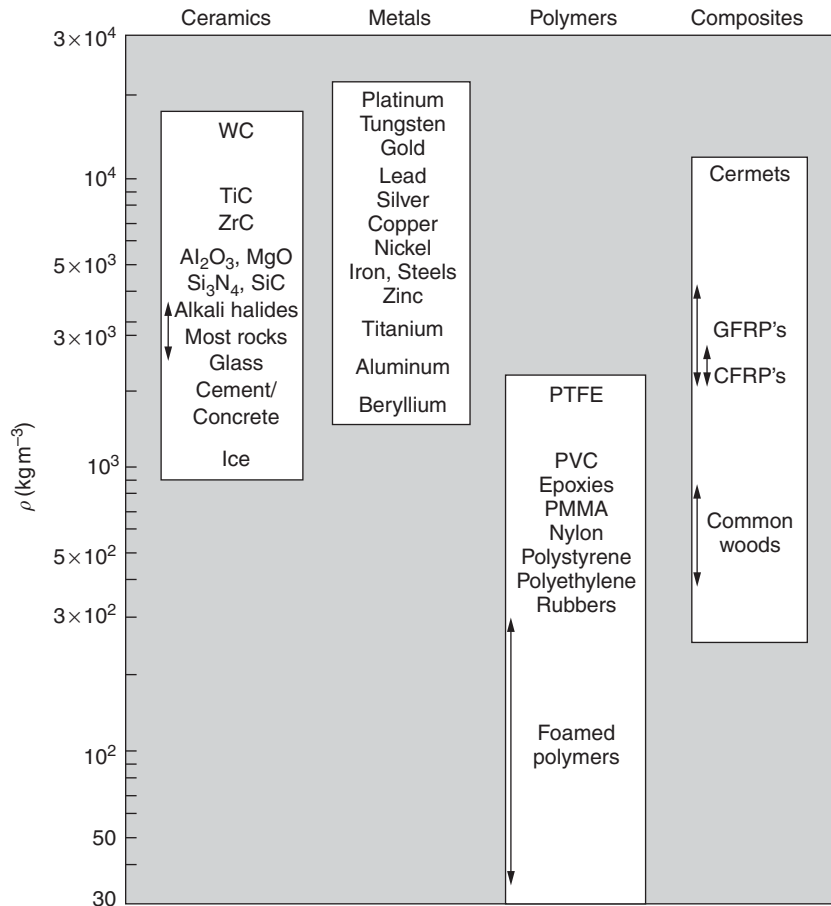 Ceramics Metals Polymers Composites
3×10⁴
10⁴
5×10³
3×10³
10³
5×10²
3×10²
10²
50
30
ρ (kg m⁻³)
WC
TiC
ZrC
Al₂O₃, MgO
Si₃N₄, SiC
Alkali halides
Most rocks
Glass
Cement/
Concrete
Ice
Platinum
Tungsten
Gold
Lead
Silver
Copper
Nickel
Iron, Steels
Zinc
Titanium
Aluminum
Beryllium
PTFE
PVC
Epoxies
PMMA
Nylon
Polystyrene
Polyethylene
Rubbers
Foamed
polymers
Cermets
GFRP's
CFRP's
Common
woods